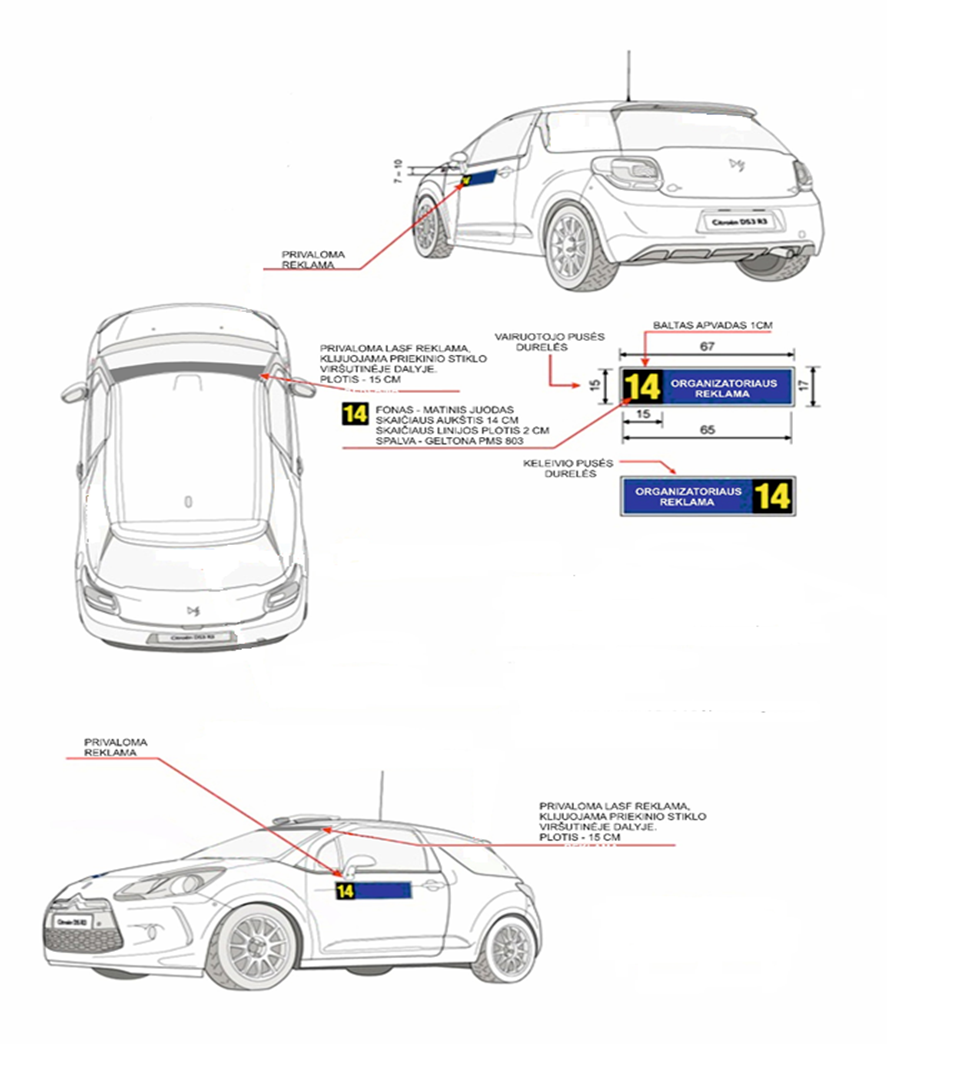 7 – 10
14
Citroën DS3 R3
PRIVALOMA
REKLAMA
PRIVALOMA LASF REKLAMA,
KLIJUOJAMA PRIEKINIO STIKLO
VIRŠUTINĖJE DALYJE.
PLOTIS - 15 CM
14
FONAS - MATINIS JUODAS
SKAIČIAUS AUKŠTIS 14 CM
SKAIČIAUS LINIJOS PLOTIS 2 CM
SPALVA - GELTONA PMS 803
VAIRUOTOJO PUSĖS
DURELĖS
BALTAS APVADAS 1CM
67
15
14
ORGANIZATORIAUS
REKLAMA
17
15
65
KELEIVIO PUSĖS
DURELĖS
ORGANIZATORIAUS
REKLAMA
14
Citroën DS3 R3
PRIVALOMA
REKLAMA
PRIVALOMA LASF REKLAMA,
KLIJUOJAMA PRIEKINIO STIKLO
VIRŠUTINĖJE DALYJE.
PLOTIS - 15 CM
14